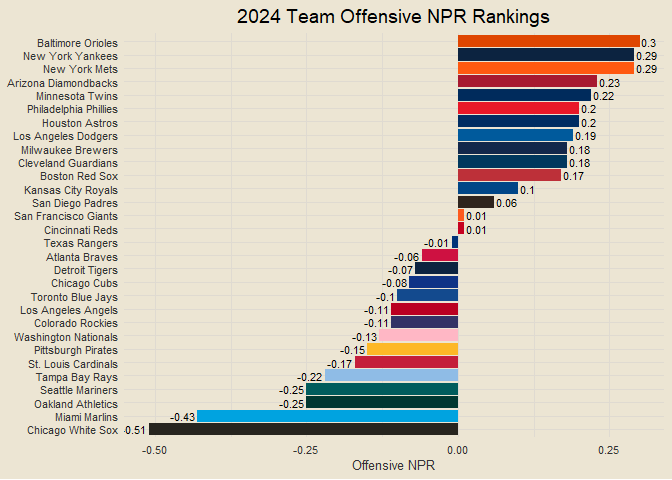 2024 Team Offensive NPR Rankings
Baltimore Orioles 0.3
New York Yankees 0.29
New York Mets 0.29
Arizona Diamondbacks 0.23
Minnesota Twins 0.22
Philadelphia Phillies 0.2
Houston Astros 0.2
Los Angeles Dodgers 0.19
Milwaukee Brewers 0.18
Cleveland Guardians 0.18
Boston Red Sox 0.17
Kansas City Royals 0.1
San Diego Padres 0.06
San Francisco Giants 0.01
Cincinnati Reds 0.01
Texas Rangers -0.01
Atlanta Braves -0.06
Detroit Tigers -0.07
Chicago Cubs -0.08
Toronto Blue Jays -0.1
Los Angeles Angels -0.11
Colorado Rockies -0.11
Washington Nationals -0.13
Pittsburgh Pirates -0.15
St. Louis Cardinals -0.17
Tampa Bay Rays -0.22
Seattle Mariners -0.25
Oakland Athletics -0.25
Miami Marlins -0.43
Chicago White Sox -0.51
-0.50 -0.25 0.00 0.25
Offensive NPR